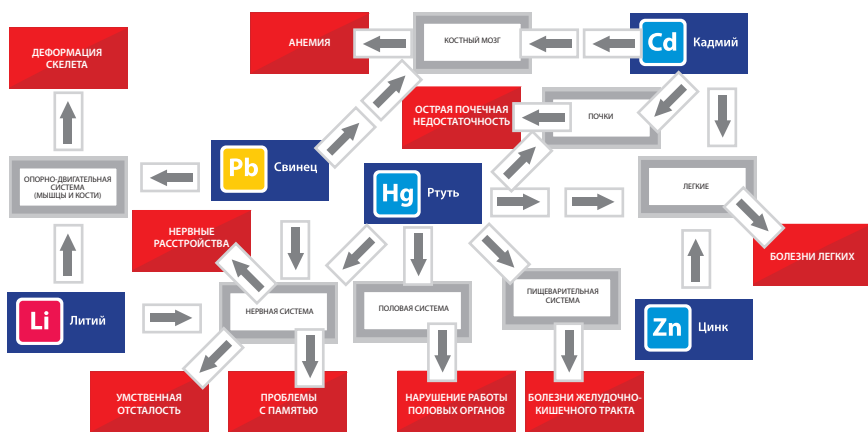 АНЕМИЯ
КОСТНЫЙ МОЗГ
Cd
Кадмий
ДЕФОРМАЦИЯ
СКЕЛЕТА
ОСТРАЯ ПОЧЕЧНАЯ
НЕДОСТАТОЧНОСТЬ
ПОЧКИ
Pb
Свинец
ОПОРНО-ДВИГАТЕЛЬНАЯ
СИСТЕМА
(МЫШЦЫ И КОСТИ)
Hg
Ртуть
ЛЕГКИЕ
НЕРВНЫЕ
РАССТРОЙСТВА
БОЛЕЗНИ ЛЕГКИХ
Li
Литий
НЕРВНАЯ СИСТЕМА
ПОЛОВАЯ СИСТЕМА
ПИЩЕВАРИТЕЛЬНАЯ
СИСТЕМА
Zn
Цинк
УМСТВЕННАЯ
ОТСТАЛОСТЬ
ПРОБЛЕМЫ
С ПАМЯТЬЮ
НАРУШЕНИЕ РАБОТЫ
ПОЛОВЫХ ОРГАНОВ
БОЛЕЗНИ ЖЕЛУДОЧНО-
КИШЕЧНОГО ТРАКТА